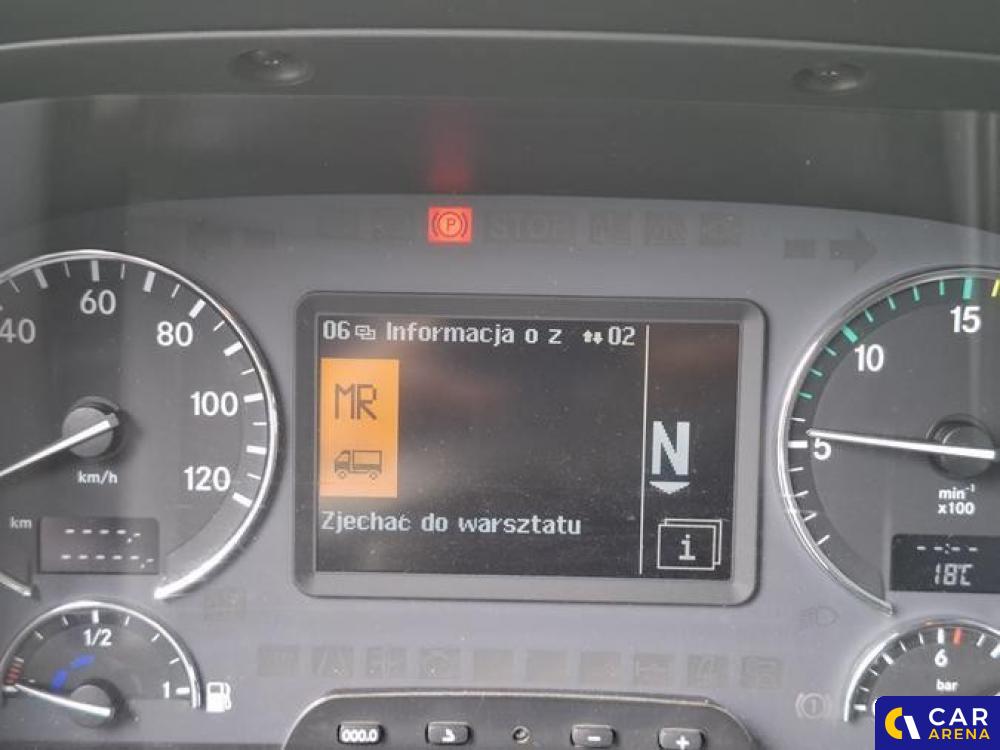 P
STOP
06 Informacja o z 02
MR
Zjechać do warsztatu
N
i
40
60
80
100
120
km/h
km
--:--
18°C
5
10
15
min⁻¹
x100
1/2
1
6
bar
000.0
-
+
CAR
ARENA